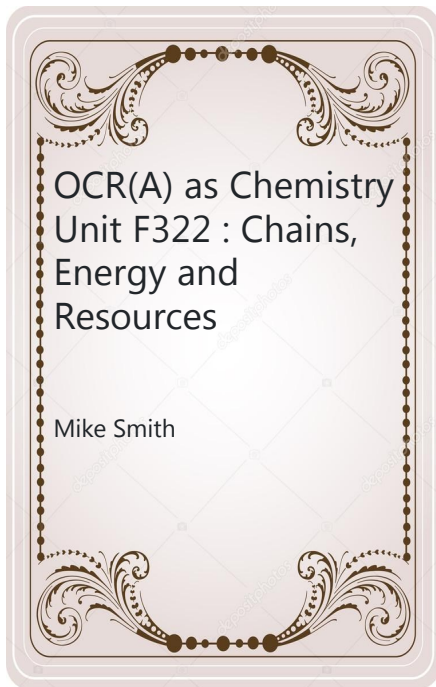 OCR(A) as Chemistry
Unit F322 : Chains,
Energy and
Resources
Mike Smith